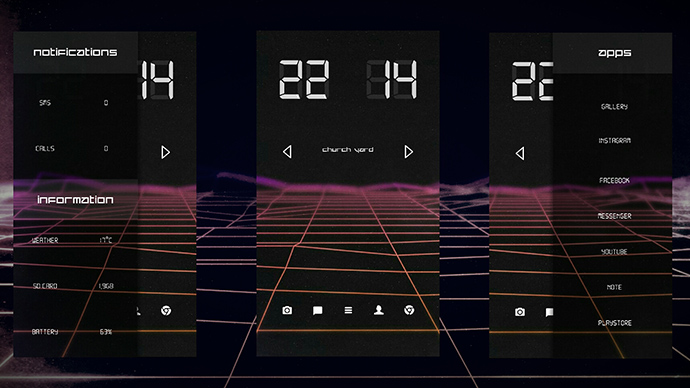 notifications
SMS 0
CALLS 0
information
WEATHER 17°C
SD CARD 1,9GB
BATTERY 63%
14
22 14
church yard
22
apps
GALLERY
INSTAGRAM
FACEBOOK
MESSENGER
YOUTUBE
NOTE
PLAYSTORE